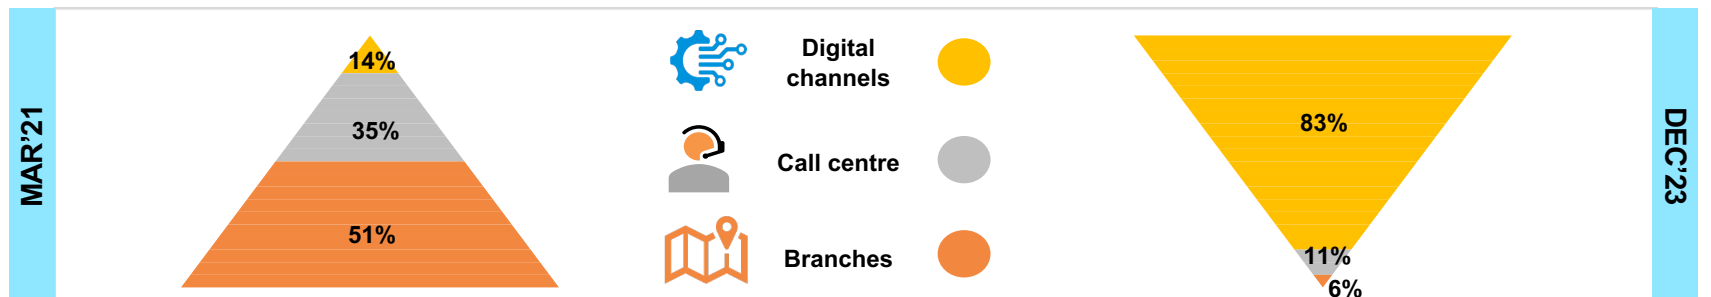 MAR’21
14%
35%
51%
Digital
channels
Call centre
Branches
83%
11%
6%
DEC’23